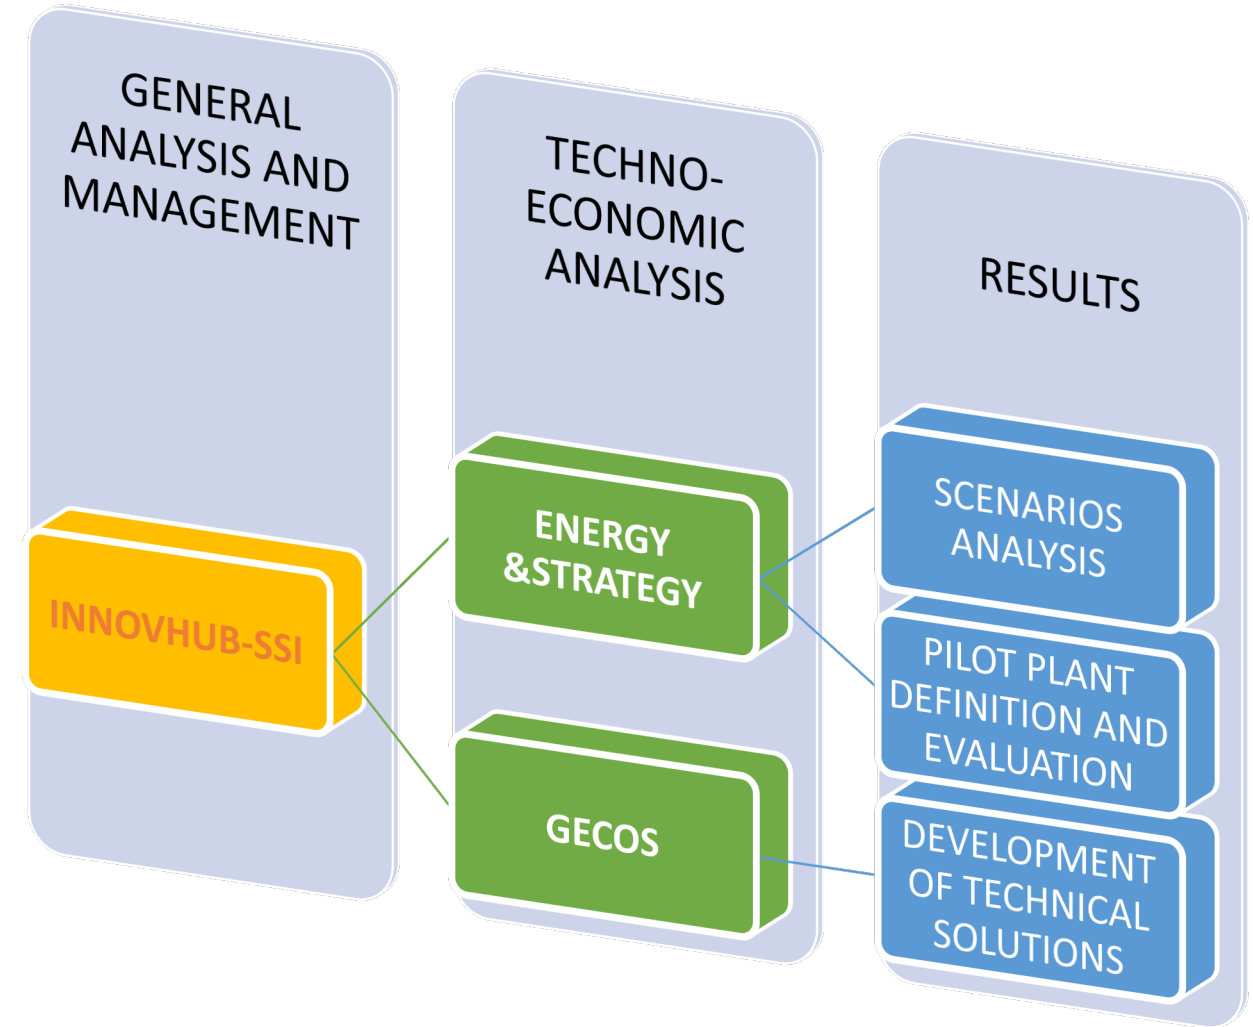 GENERAL
ANALYSIS AND
MANAGEMENT
INNOVHUB-SSI
TECHNO-
ECONOMIC
ANALYSIS
ENERGY
&STRATEGY
GECOS
RESULTS
SCENARIOS
ANALYSIS
PILOT PLANT
DEFINITION AND
EVALUATION
DEVELOPMENT
OF TECHNICAL
SOLUTIONS